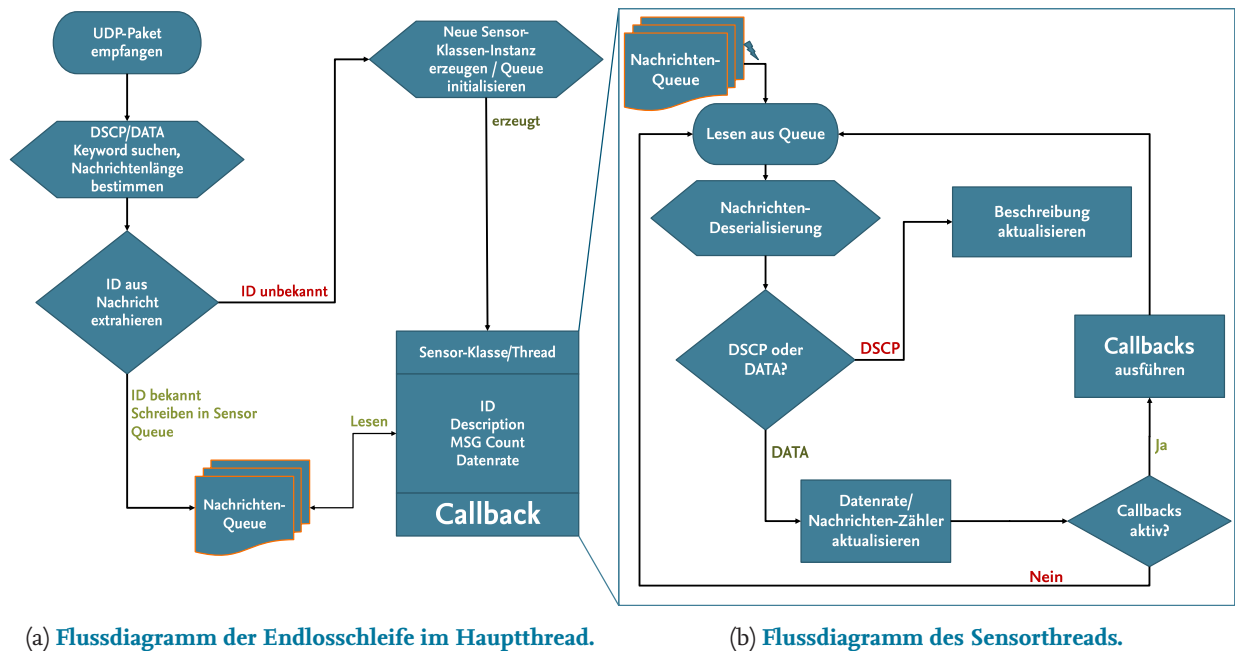 UDP-Paket
empfangen
DSCP/DATA
Keyword suchen,
Nachrichtenlänge
bestimmen
ID aus
Nachricht
extrahieren
ID unbekannt
Neue Sensor-
Klassen-Instanz
erzeugen / Queue
initialisieren
erzeugt
ID bekannt
Schreiben in Sensor
Queue
Nachrichten-
Queue
Lesen
Sensor-Klasse/Thread
ID
Description
MSG Count
Datenrate
Callback
Nachrichten-
Queue
Lesen aus Queue
Nachrichten-
Deserialisierung
DSCP oder
DATA?
DSCP
Beschreibung
aktualisieren
DATA
Datenrate/
Nachrichten-Zähler
aktualisieren
Callbacks
aktiv?
Ja
Callbacks
ausführen
Nein
(a) Flussdiagramm der Endlosschleife im Hauptthread.
(b) Flussdiagramm des Sensorthreads.